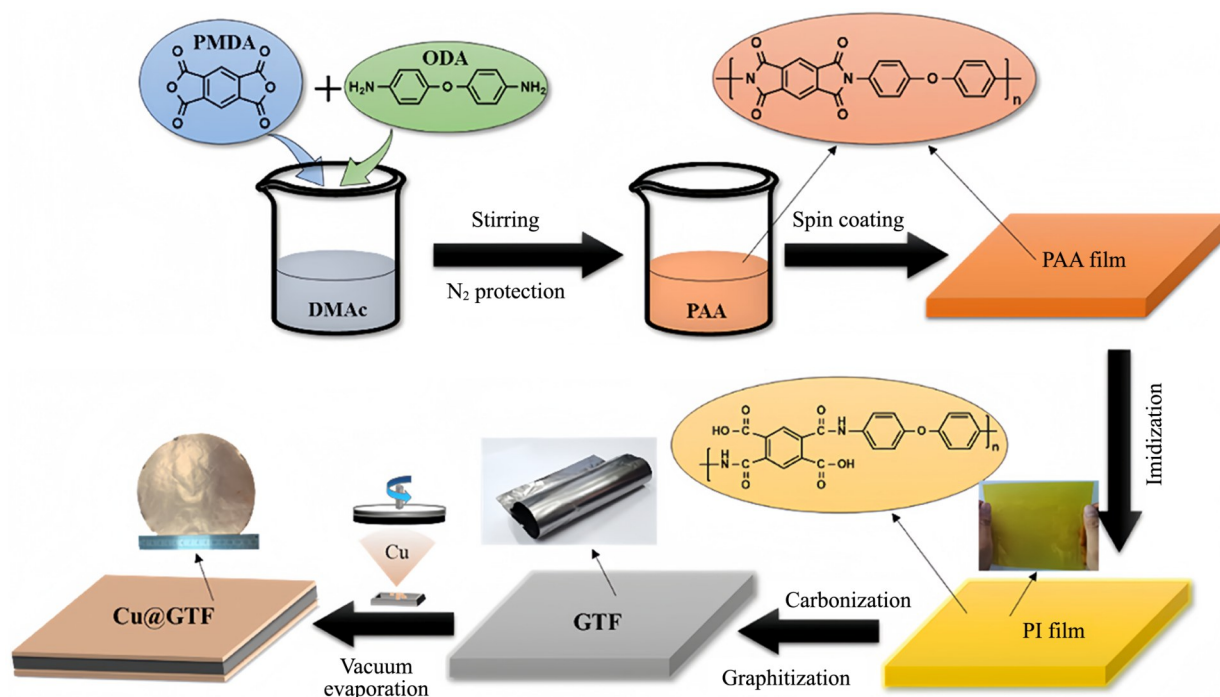 PMDA
O
O
O
O
O
O
+
ODA
H₂N
O
NH₂
DMAc
Stirring
N₂ protection
PAA
O
O
N
N
O
O
O
n
Spin coating
PAA film
Imidization
O
HO
O
H
N
O
n
H
N
O
OH
O
PI film
Carbonization
Graphitization
GTF
Cu
Vacuum
evaporation
Cu@GTF